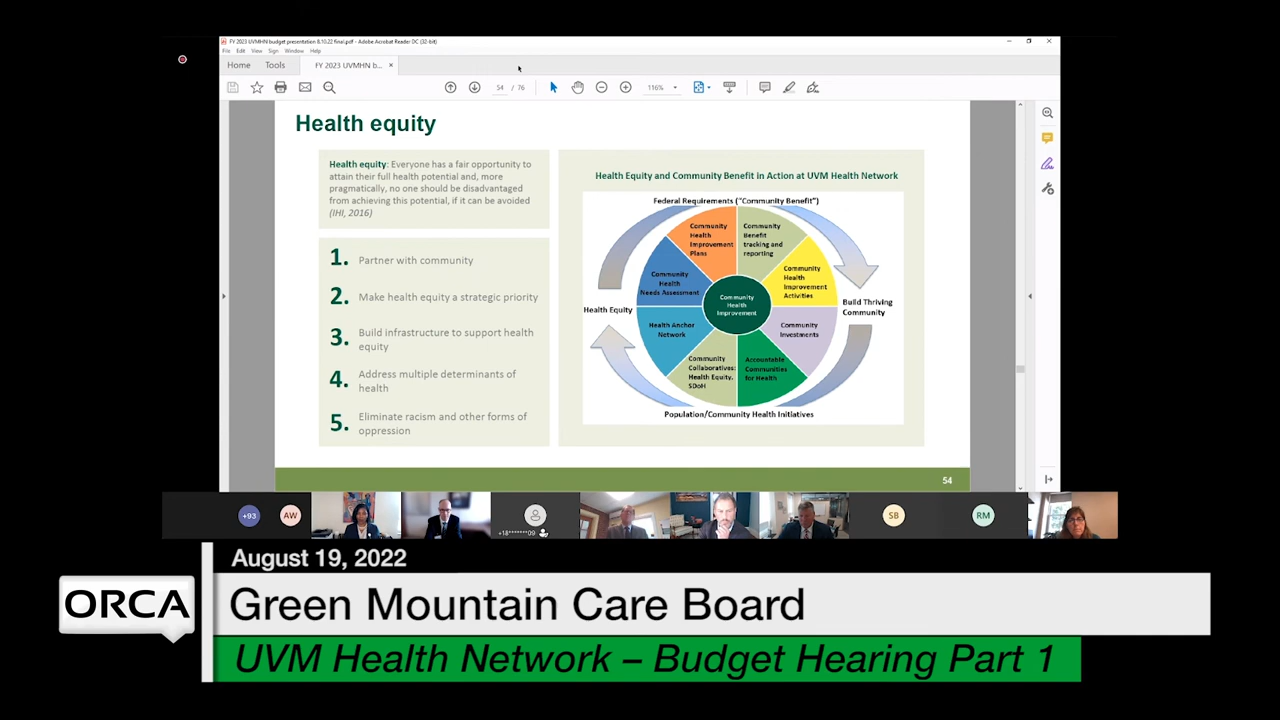 FY 2023 UVMHN budget presentation 8.10.22 final.pdf - Adobe Acrobat Reader DC (32-bit)
File Edit View Sign Window Help
Home Tools FY 2023 UVMHN b... ×
54 / 76 116%
Health equity
Health equity: Everyone has a fair opportunity to
attain their full health potential and, more
pragmatically, no one should be disadvantaged
from achieving this potential, if it can be avoided
(IHI, 2016)
1. Partner with community
2. Make health equity a strategic priority
3. Build infrastructure to support health
equity
4. Address multiple determinants of
health
5. Eliminate racism and other forms of
oppression
Health Equity and Community Benefit in Action at UVM Health Network
Federal Requirements ("Community Benefit")
Community
Health
Improvement
Plans
Community
Benefit
tracking and
reporting
Community
Health
Needs Assessment
Community
Health
Improvement
Activities
Community
Health
Improvement
Health Equity
Build Thriving
Community
Health Anchor
Network
Community
Investments
Community
Collaboratives:
Health Equity,
SDoH
Accountable
Communities
for Health
Population/Community Health Initiatives
54
+93 AW SB RM
+18*******09
August 19, 2022
ORCA
Green Mountain Care Board
UVM Health Network – Budget Hearing Part 1